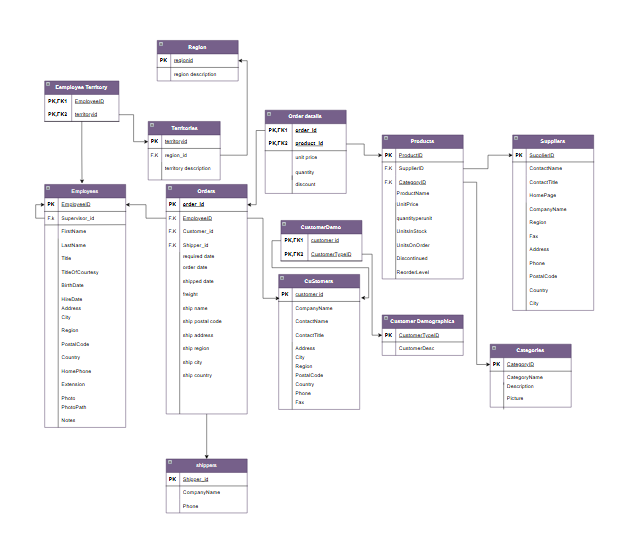 Region
PK regionid
region description
Eemployee Territory
PK,FK1 EmployeeID
PK,FK2 territoryid
Territories
PK territoryid
F.K region_id
territory description
Order details
PK,FK1 order_id
PK,FK2 product_id
unit price
quantity
discount
Products
PK ProductID
F.K SupplierID
F.K CategoryID
ProductName
UnitPrice
quantityperunit
UnitsInStock
UnitsOnOrder
Discontinued
ReorderLevel
Suppliers
PK SupplierID
ContactName
ContactTitle
HomePage
CompanyName
Region
Fax
Address
Phone
PostalCode
Country
City
Employees
PK EmployeeID
F.k Supervisor_id
FirstName
LastName
Title
TitleOfCourtesy
BirthDate
HireDate
Address
City
Region
PostalCode
Country
HomePhone
Extension
Photo
PhotoPath
Notes
Orders
PK order_id
F.K EmployeeID
F.K Customer_id
F.K Shipper_id
required date
order date
shipped date
freight
ship name
ship postal code
ship address
ship region
ship city
ship country
CustomerDemo
PK,FK1 customer id
PK,FK2 CustomerTypeID
CuStomers
PK customer id
CompanyName
ContactName
ContactTitle
Address
City
Region
PostalCode
Country
Phone
Fax
Customer Demographics
PK CustomerTypeID
CustomerDesc
Categories
PK CategoryID
CategoryName
Description
Picture
shippers
PK Shipper_id
CompanyName
Phone